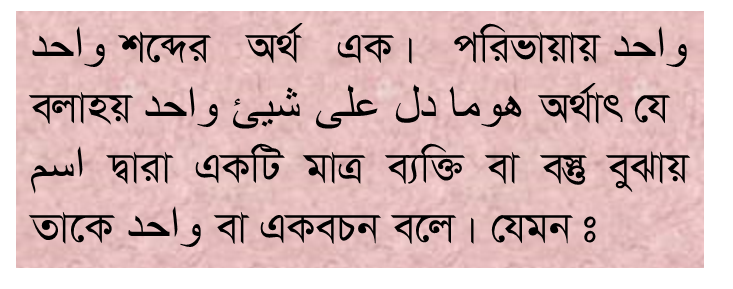 واحد শব্দের অর্থ এক। পরিভাযায় واحد
বলাহয় هوما دل على شيئ واحد অর্থাৎ যে
اسم দ্বারা একটি মাত্র ব্যক্তি বা বস্তু বুঝায়
তাকে واحد বা একবচন বলে। যেমন ঃ